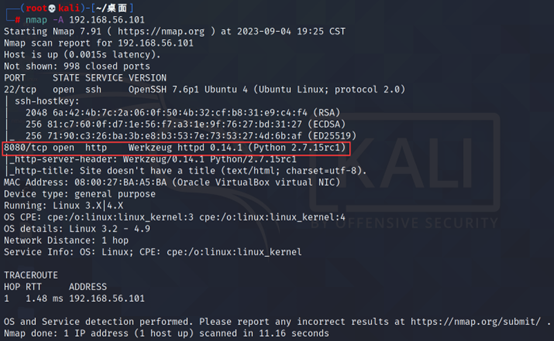 (root💀kali)-[~/桌面]
# nmap -A 192.168.56.101
Starting Nmap 7.91 ( https://nmap.org ) at 2023-09-04 19:25 CST
Nmap scan report for 192.168.56.101
Host is up (0.0015s latency).
Not shown: 998 closed ports
PORT     STATE SERVICE VERSION
22/tcp   open  ssh     OpenSSH 7.6p1 Ubuntu 4 (Ubuntu Linux; protocol 2.0)
| ssh-hostkey:
|   2048 6a:42:4b:7c:2a:06:0f:50:4b:32:cf:b8:31:e9:c4:f4 (RSA)
|   256 81:c7:60:0f:d7:1e:56:f7:a3:1e:9f:76:27:bd:31:27 (ECDSA)
|_  256 71:90:c3:26:ba:3b:e8:b3:53:7e:73:53:27:4d:6b:af (ED25519)
8080/tcp open  http    Werkzeug httpd 0.14.1 (Python 2.7.15rc1)
|_http-server-header: Werkzeug/0.14.1 Python/2.7.15rc1
|_http-title: Site doesn't have a title (text/html; charset=utf-8).
MAC Address: 08:00:27:BA:A5:BA (Oracle VirtualBox virtual NIC)
Device type: general purpose
Running: Linux 3.X|4.X
OS CPE: cpe:/o:linux:linux_kernel:3 cpe:/o:linux:linux_kernel:4
OS details: Linux 3.2 - 4.9
Network Distance: 1 hop
Service Info: OS: Linux; CPE: cpe:/o:linux:linux_kernel
TRACEROUTE
HOP RTT     ADDRESS
1   1.48 ms 192.168.56.101
OS and Service detection performed. Please report any incorrect results at https://nmap.org/submit/ .
Nmap done: 1 IP address (1 host up) scanned in 11.16 seconds
KALI
BY OFFENSIVE SECURITY